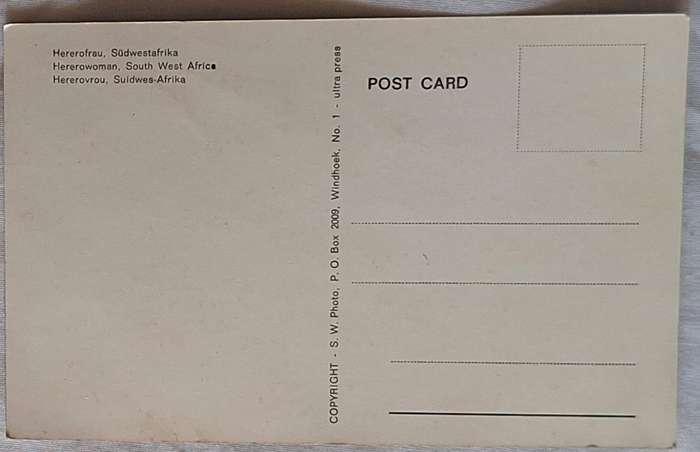 Hererofrau, Südwestafrika
Hererowoman, South West Africa
Hererovrou, Suidwes-Afrika
COPYRIGHT - S. W. Photo, P. O. Box 2009, Windhoek, No. 1 - ultra press
POST CARD